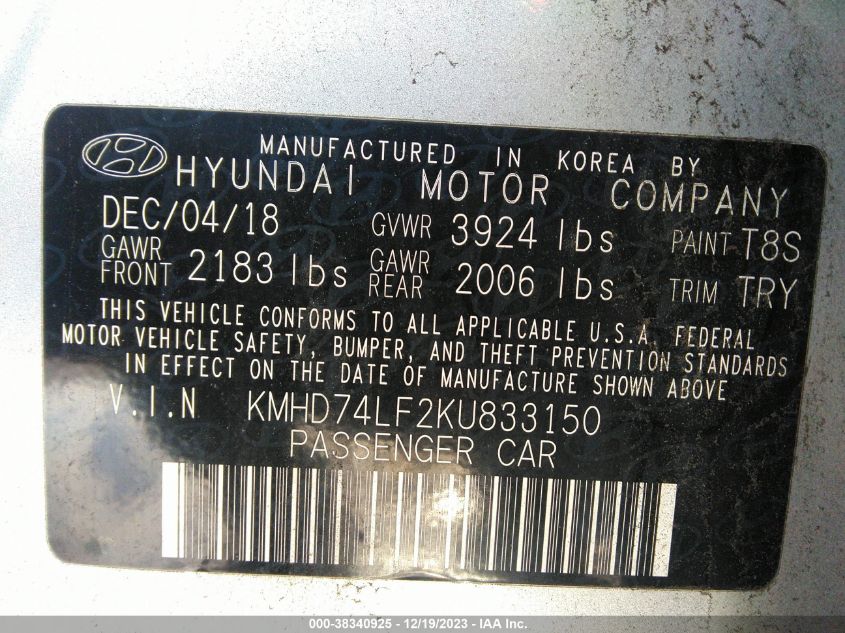 MANUFACTURED IN KOREA BY
HYUNDAI MOTOR COMPANY
DEC/04/18 GVWR 3924 lbs PAINT T8S
GAWR FRONT 2183 lbs GAWR REAR 2006 lbs TRIM TRY
THIS VEHICLE CONFORMS TO ALL APPLICABLE U.S.A. FEDERAL
MOTOR VEHICLE SAFETY, BUMPER, AND THEFT PREVENTION STANDARDS
IN EFFECT ON THE DATE OF MANUFACTURE SHOWN ABOVE
V.I.N KMHD74LF2KU833150
PASSENGER CAR
000-38340925 - 12/19/2023 - IAA Inc.